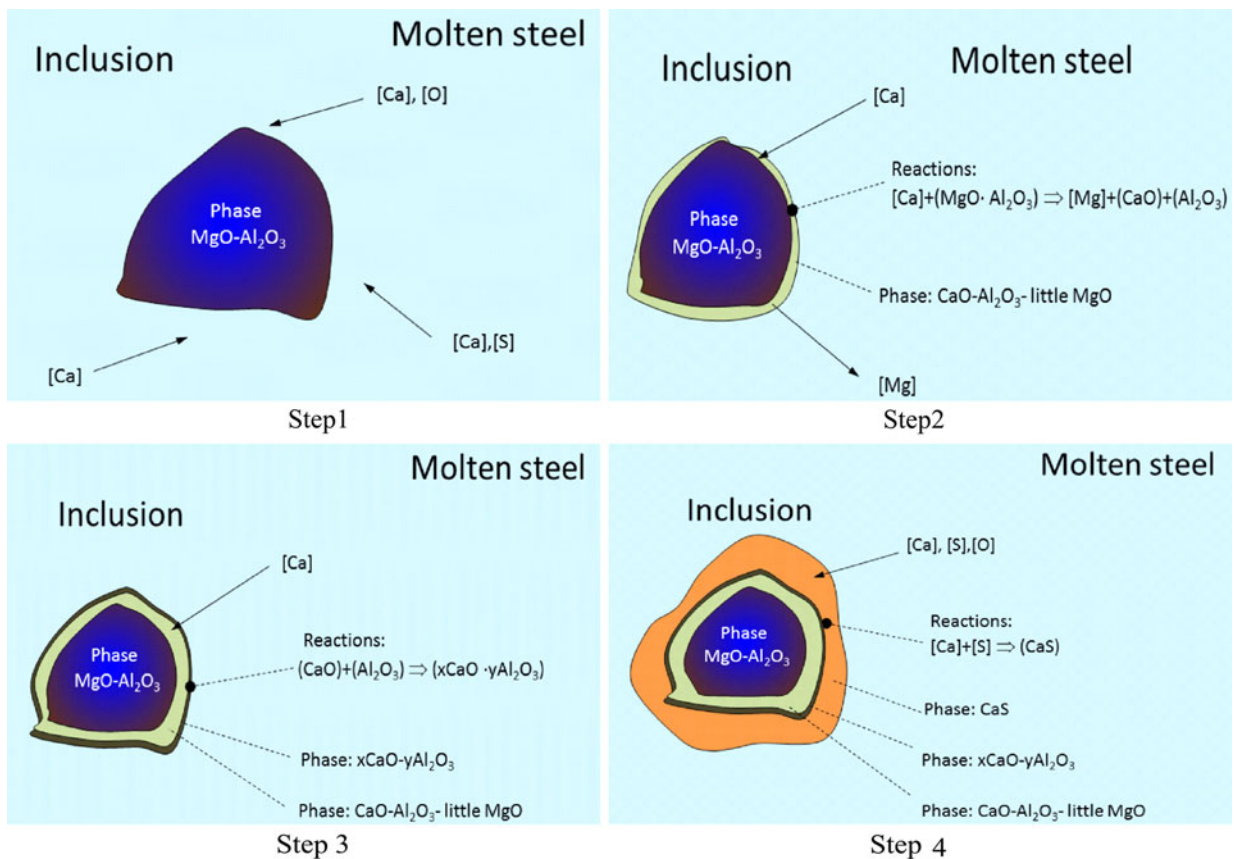 Molten steel
Inclusion
[Ca], [O]
Phase
MgO-Al₂O₃
[Ca],[S]
[Ca]
Step1
Molten steel
Inclusion
[Ca]
Reactions:
[Ca]+(MgO· Al₂O₃) ⇒ [Mg]+(CaO)+(Al₂O₃)
Phase
MgO-Al₂O₃
Phase: CaO-Al₂O₃- little MgO
[Mg]
Step2
Molten steel
Inclusion
[Ca]
Reactions:
(CaO)+(Al₂O₃) ⇒ (xCaO ·yAl₂O₃)
Phase
MgO-Al₂O₃
Phase: xCaO-yAl₂O₃
Phase: CaO-Al₂O₃- little MgO
Step 3
Molten steel
Inclusion
[Ca], [S],[O]
Reactions:
[Ca]+[S] ⇒ (CaS)
Phase
MgO-Al₂O₃
Phase: CaS
Phase: xCaO-yAl₂O₃
Phase: CaO-Al₂O₃- little MgO
Step 4